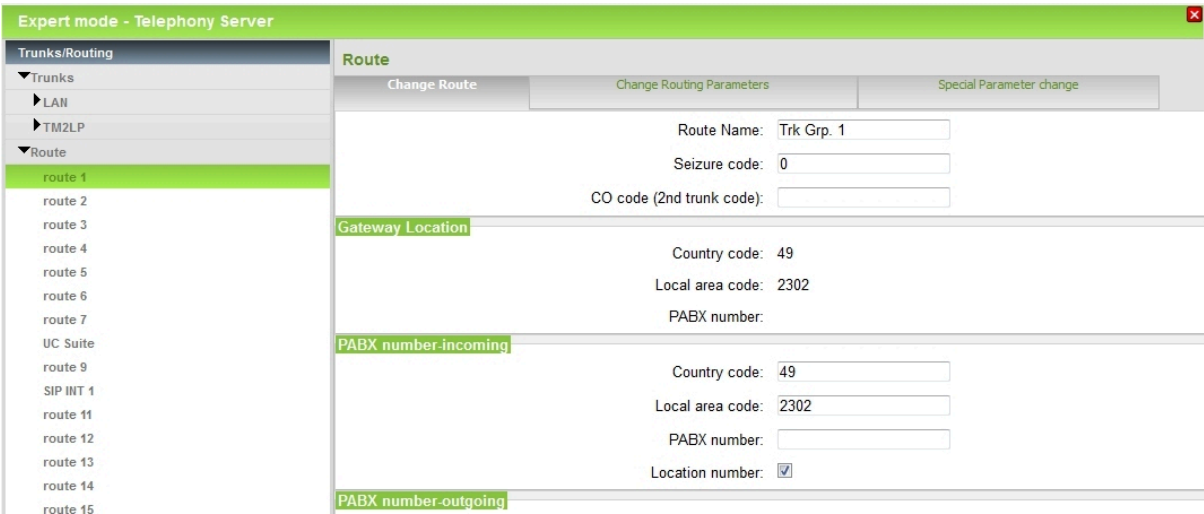 Expert mode - Telephony Server
Trunks/Routing
Trunks
LAN
TM2LP
Route
route 1
route 2
route 3
route 4
route 5
route 6
route 7
UC Suite
route 9
SIP INT 1
route 11
route 12
route 13
route 14
route 15
Route
Change Route
Change Routing Parameters
Special Parameter change
Route Name: Trk Grp. 1
Seizure code: 0
CO code (2nd trunk code):
Gateway Location
Country code: 49
Local area code: 2302
PABX number:
PABX number-incoming
Country code: 49
Local area code: 2302
PABX number:
Location number:
PABX number-outgoing